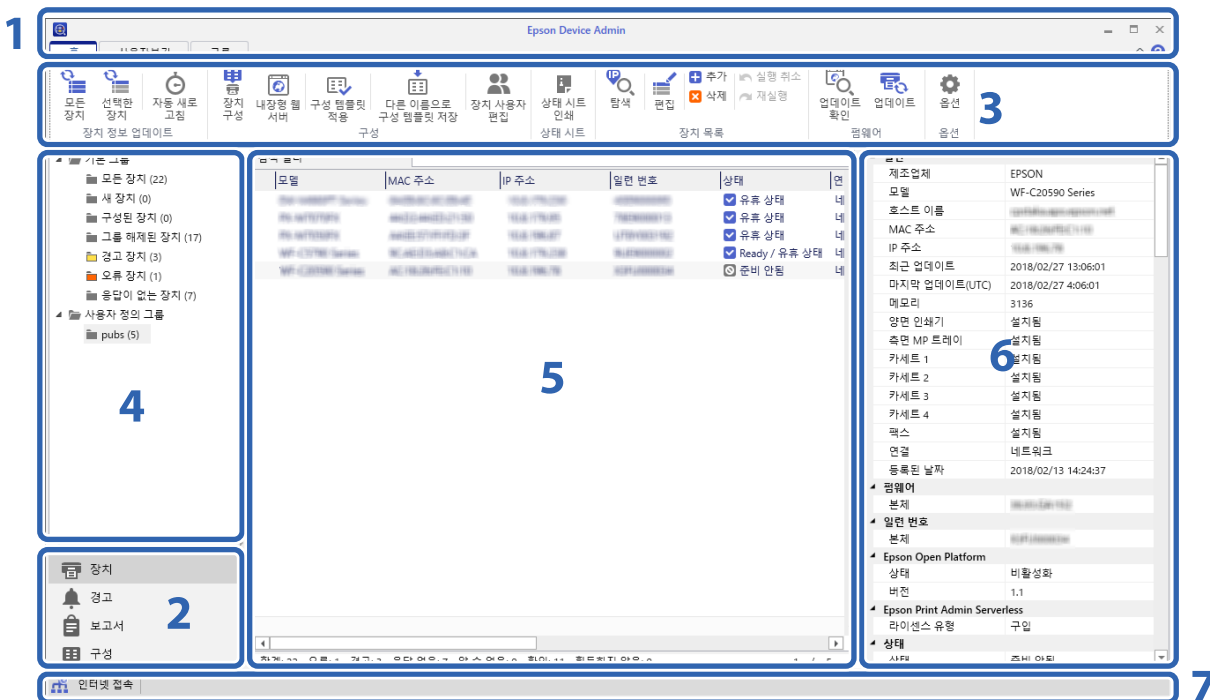 1
Epson Device Admin
모든 장치
선택한 장치
자동 새로 고침
장치 정보 업데이트
장치 구성
내장형 웹 서버
구성 템플릿 적용
다른 이름으로 구성 템플릿 저장
장치 사용자 편집
구성
상태 시트 인쇄
상태 시트
IP
탐색
편집
추가
삭제
실행 취소
재실행
장치 목록
업데이트 확인
업데이트
펌웨어
옵션
옵션
3
기본 그룹
모든 장치 (22)
새 장치 (0)
구성된 장치 (0)
그룹 해제된 장치 (17)
경고 장치 (3)
오류 장치 (1)
응답이 없는 장치 (7)
사용자 정의 그룹
pubs (5)
4
장치
경고
보고서
구성
2
모델 MAC 주소 IP 주소 일련 번호 상태 연
유휴 상태 네
유휴 상태 네
유휴 상태 네
Ready / 유휴 상태 네
준비 안됨 네
5
제조업체 EPSON
모델 WF-C20590 Series
호스트 이름
MAC 주소
IP 주소
최근 업데이트 2018/02/27 13:06:01
마지막 업데이트(UTC) 2018/02/27 4:06:01
메모리 3136
양면 인쇄기 설치됨
측면 MP 트레이 설치됨
카세트 1 설치됨
카세트 2 설치됨
카세트 3 설치됨
카세트 4 설치됨
팩스 설치됨
연결 네트워크
등록된 날짜 2018/02/13 14:24:37
펌웨어
본체
일련 번호
본체
Epson Open Platform
상태 비활성화
버전 1.1
Epson Print Admin Serverless
라이센스 유형 구입
상태
상태 준비 안됨
6
인터넷 접속
7